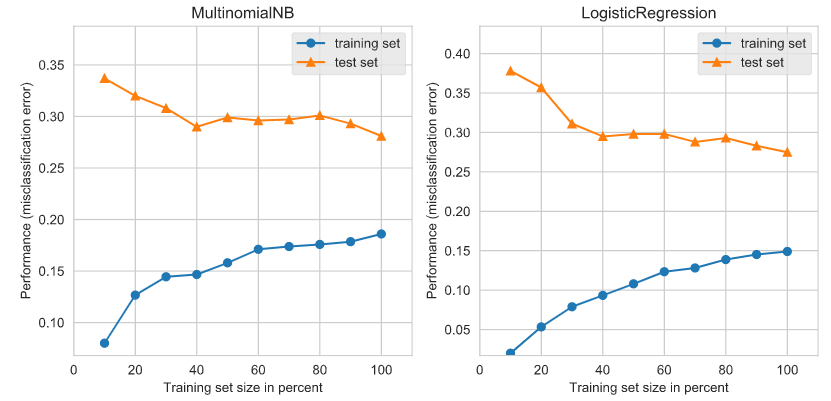 MultinomialNB
training set
test set
0.35
0.30
0.25
0.20
0.15
0.10
0
20
40
60
80
100
Performance (misclassification error)
Training set size in percent
LogisticRegression
training set
test set
0.40
0.35
0.30
0.25
0.20
0.15
0.10
0.05
0
20
40
60
80
100
Performance (misclassification error)
Training set size in percent